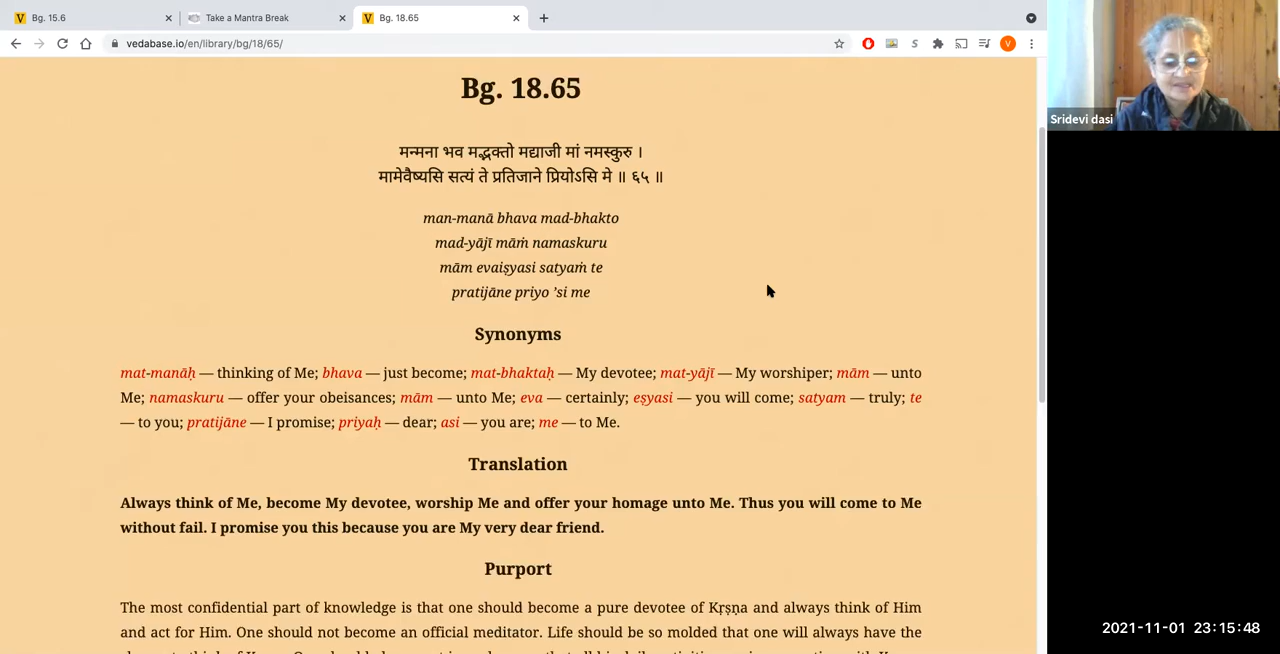 Bg. 15.6
Take a Mantra Break
Bg. 18.65
vedabase.io/en/library/bg/18/65/
S
V
Sridevi dasi
Bg. 18.65
मन्मना भव मद्भक्तो मद्याजी मां नमस्कुरु ।
मामेवैष्यसि सत्यं ते प्रतिजाने प्रियोऽसि मे ॥ ६५ ॥
man-manā bhava mad-bhakto
mad-yājī māṁ namaskuru
mām evaiṣyasi satyaṁ te
pratijāne priyo ’si me
Synonyms
mat-manāḥ — thinking of Me; bhava — just become; mat-bhaktaḥ — My devotee; mat-yājī — My worshiper; mām — unto
Me; namaskuru — offer your obeisances; mām — unto Me; eva — certainly; eṣyasi — you will come; satyam — truly; te
— to you; pratijāne — I promise; priyaḥ — dear; asi — you are; me — to Me.
Translation
Always think of Me, become My devotee, worship Me and offer your homage unto Me. Thus you will come to Me
without fail. I promise you this because you are My very dear friend.
Purport
The most confidential part of knowledge is that one should become a pure devotee of Kṛṣṇa and always think of Him
and act for Him. One should not become an official meditator. Life should be so molded that one will always have the
2021-11-01 23:15:48